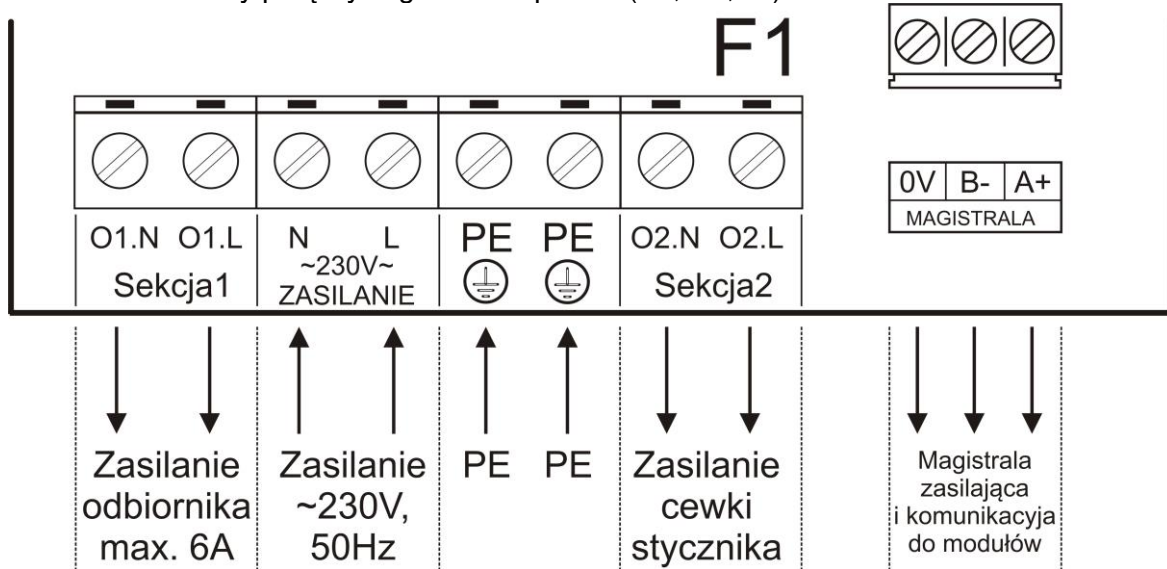 F1
0V B- A+
MAGISTRALA
O1.N O1.L N L PE PE O2.N O2.L
~230V~
Sekcja1 ZASILANIE Sekcja2
Zasilanie Zasilanie PE PE Zasilanie
odbiornika ~230V, cewki
max. 6A 50Hz stycznika
Magistrala
zasilająca
i komunikacyja
do modułów